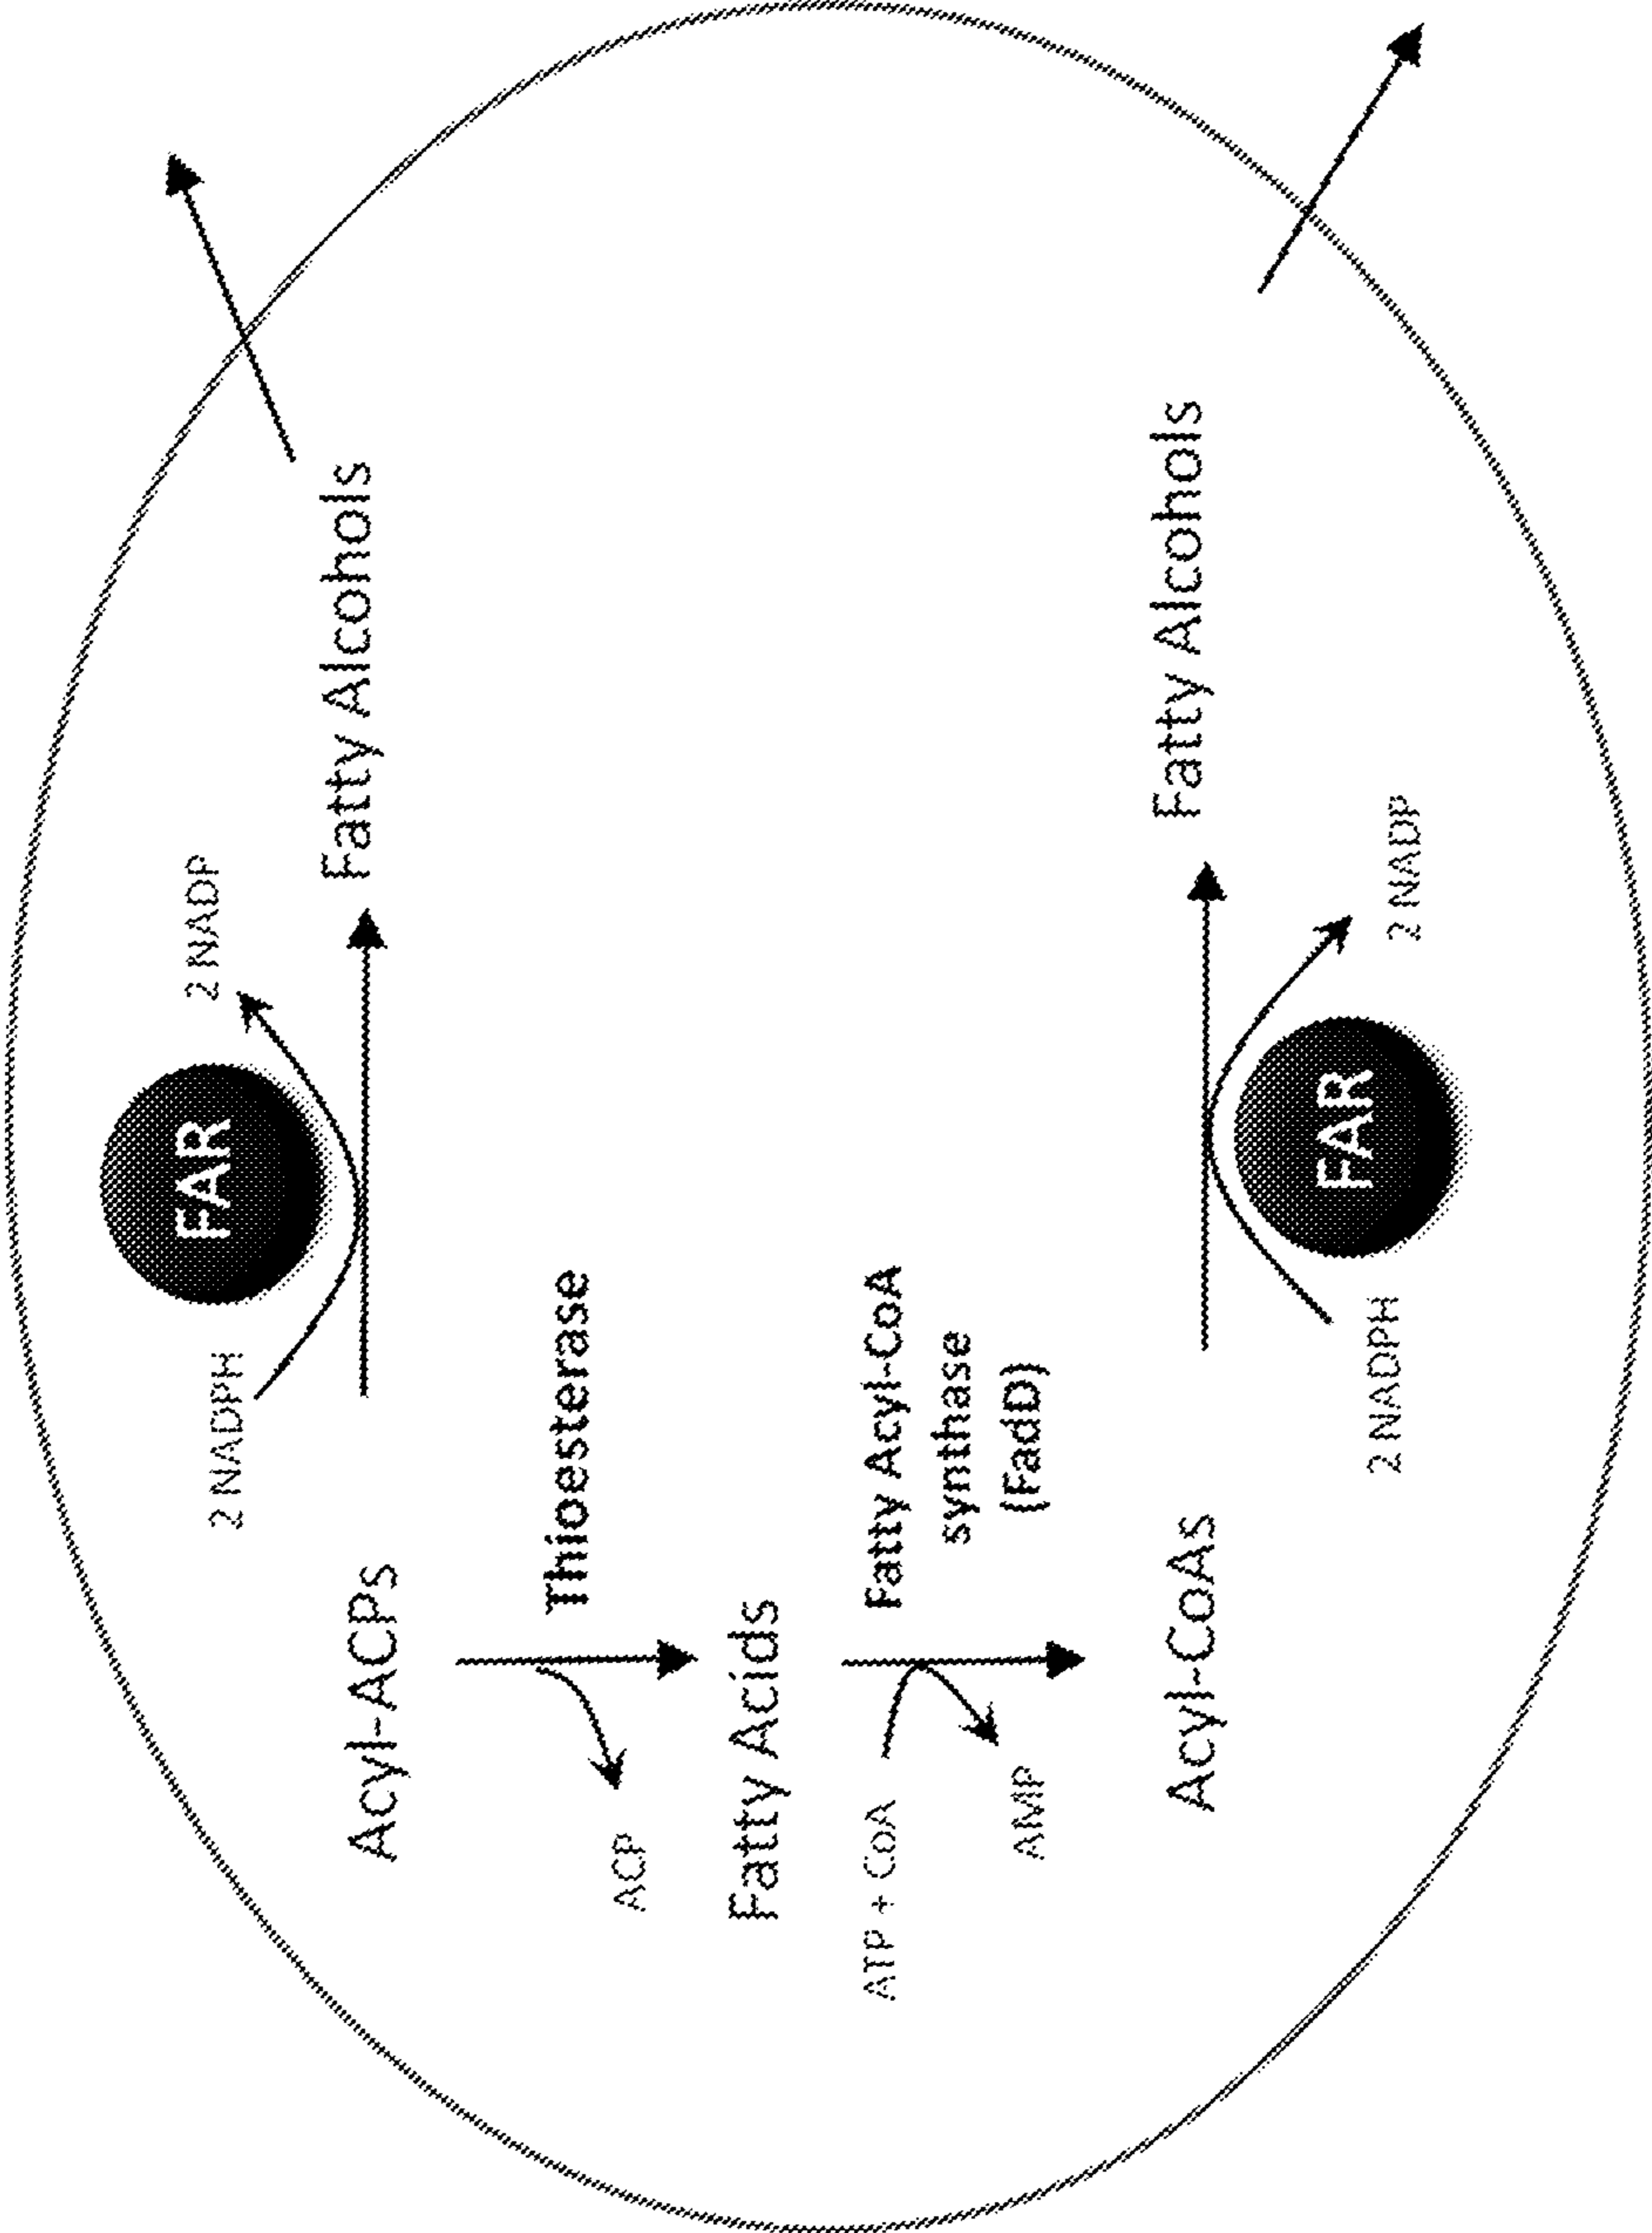 2 NADPH
FAR
2 NADP
Acyl-ACPs
Fatty Alcohols
Thioesterase
ACP
Fatty Acids
ATP + CoA
Fatty Acyl-CoA
synthase
(FadD)
AMP
Acyl-CoAs
Fatty Alcohols
2 NADPH
FAR
2 NADP